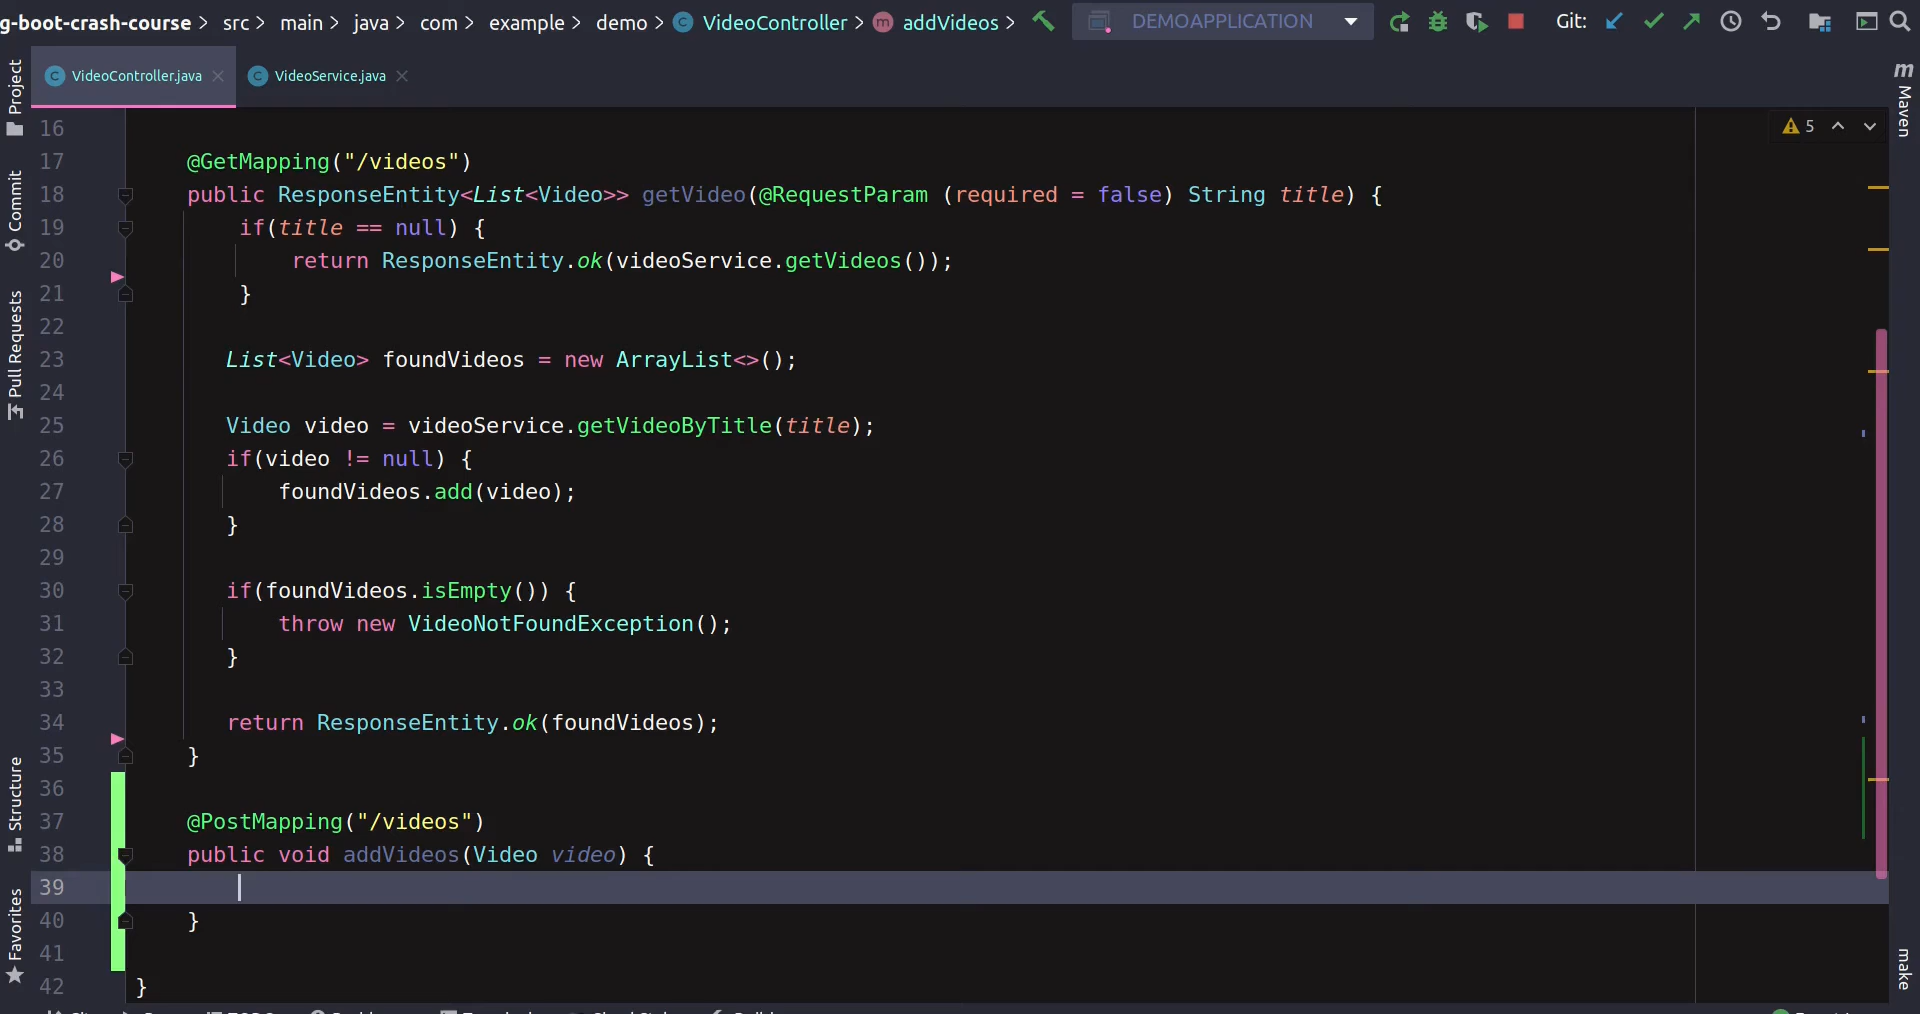 g-boot-crash-course > src > main > java > com > example > demo > VideoController > addVideos > DEMOAPPLICATION Git:
VideoController.java VideoService.java
Project
Commit
Pull Requests
Structure
Favorites
Maven
make
5
16
17 @GetMapping("/videos")
18 public ResponseEntity<List<Video>> getVideo(@RequestParam (required = false) String title) {
19 if(title == null) {
20 return ResponseEntity.ok(videoService.getVideos());
21 }
22
23 List<Video> foundVideos = new ArrayList<>();
24
25 Video video = videoService.getVideoByTitle(title);
26 if(video != null) {
27 foundVideos.add(video);
28 }
29
30 if(foundVideos.isEmpty()) {
31 throw new VideoNotFoundException();
32 }
33
34 return ResponseEntity.ok(foundVideos);
35 }
36
37 @PostMapping("/videos")
38 public void addVideos(Video video) {
39
40 }
41
42 }